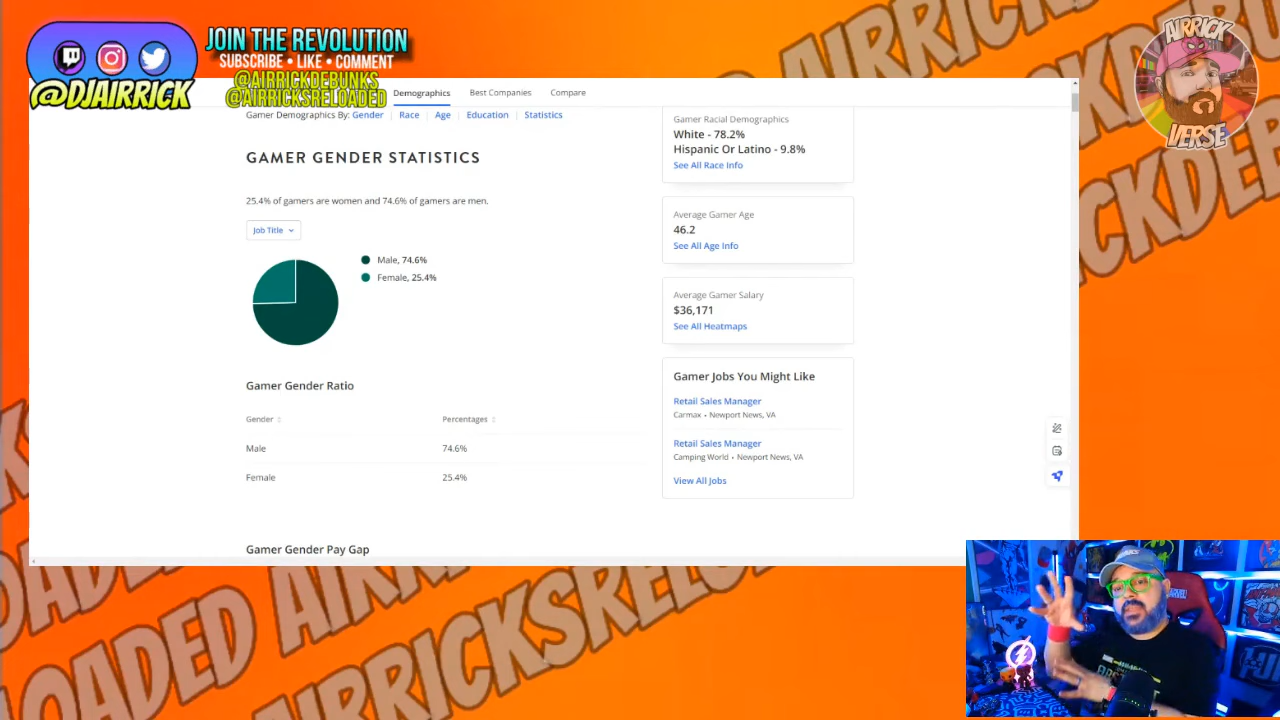 JOIN THE REVOLUTION
SUBSCRIBE • LIKE • COMMENT
@AIRRICKDEBUNKS
@AIRRICKSRELOADED
@DJAIRRICK
AIRRICK
VERSE
Demographics
Best Companies
Compare
Gamer Demographics By: Gender | Race | Age | Education | Statistics
GAMER GENDER STATISTICS
25.4% of gamers are women and 74.6% of gamers are men.
Job Title
Male, 74.6%
Female, 25.4%
Gamer Gender Ratio
Gender Percentages
Male 74.6%
Female 25.4%
Gamer Gender Pay Gap
Gamer Racial Demographics
White - 78.2%
Hispanic Or Latino - 9.8%
See All Race Info
Average Gamer Age
46.2
See All Age Info
Average Gamer Salary
$36,171
See All Heatmaps
Gamer Jobs You Might Like
Retail Sales Manager
Carmax • Newport News, VA
Retail Sales Manager
Camping World • Newport News, VA
View All Jobs
AIRRICKSRELOADED
MARVEL